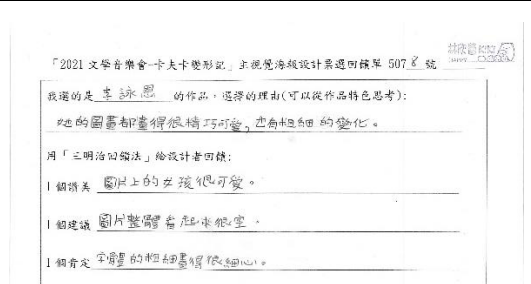 「2021文學音樂會-卡夫卡變形記」主視覺海報設計票選回饋單 5078 號
我選的是 李詠恩 的作品,選擇的理由(可以從作品特色思考):
她的圖畫都畫得很精巧可愛,也有粗細的變化。
用「三明治回饋法」給設計者回饋:
1 個讚美 圖片上的女孩很可愛。
1 個建議 圖片整體看起來很空。
1 個肯定 字體的粗細畫得很細心。